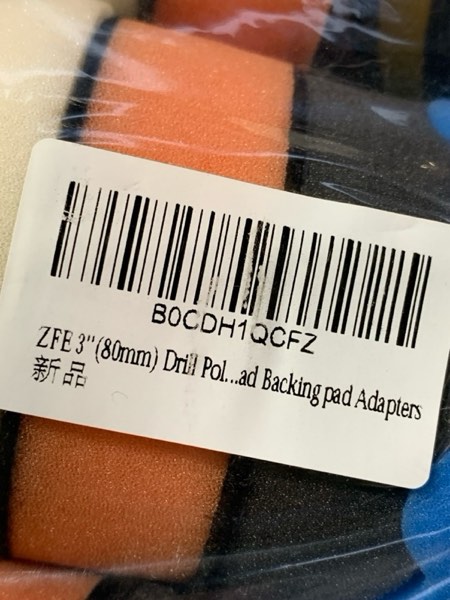 B0CDH1QCFZ
ZFE 3"(80mm) Drill Pol...ad Backing pad Adapters
新品